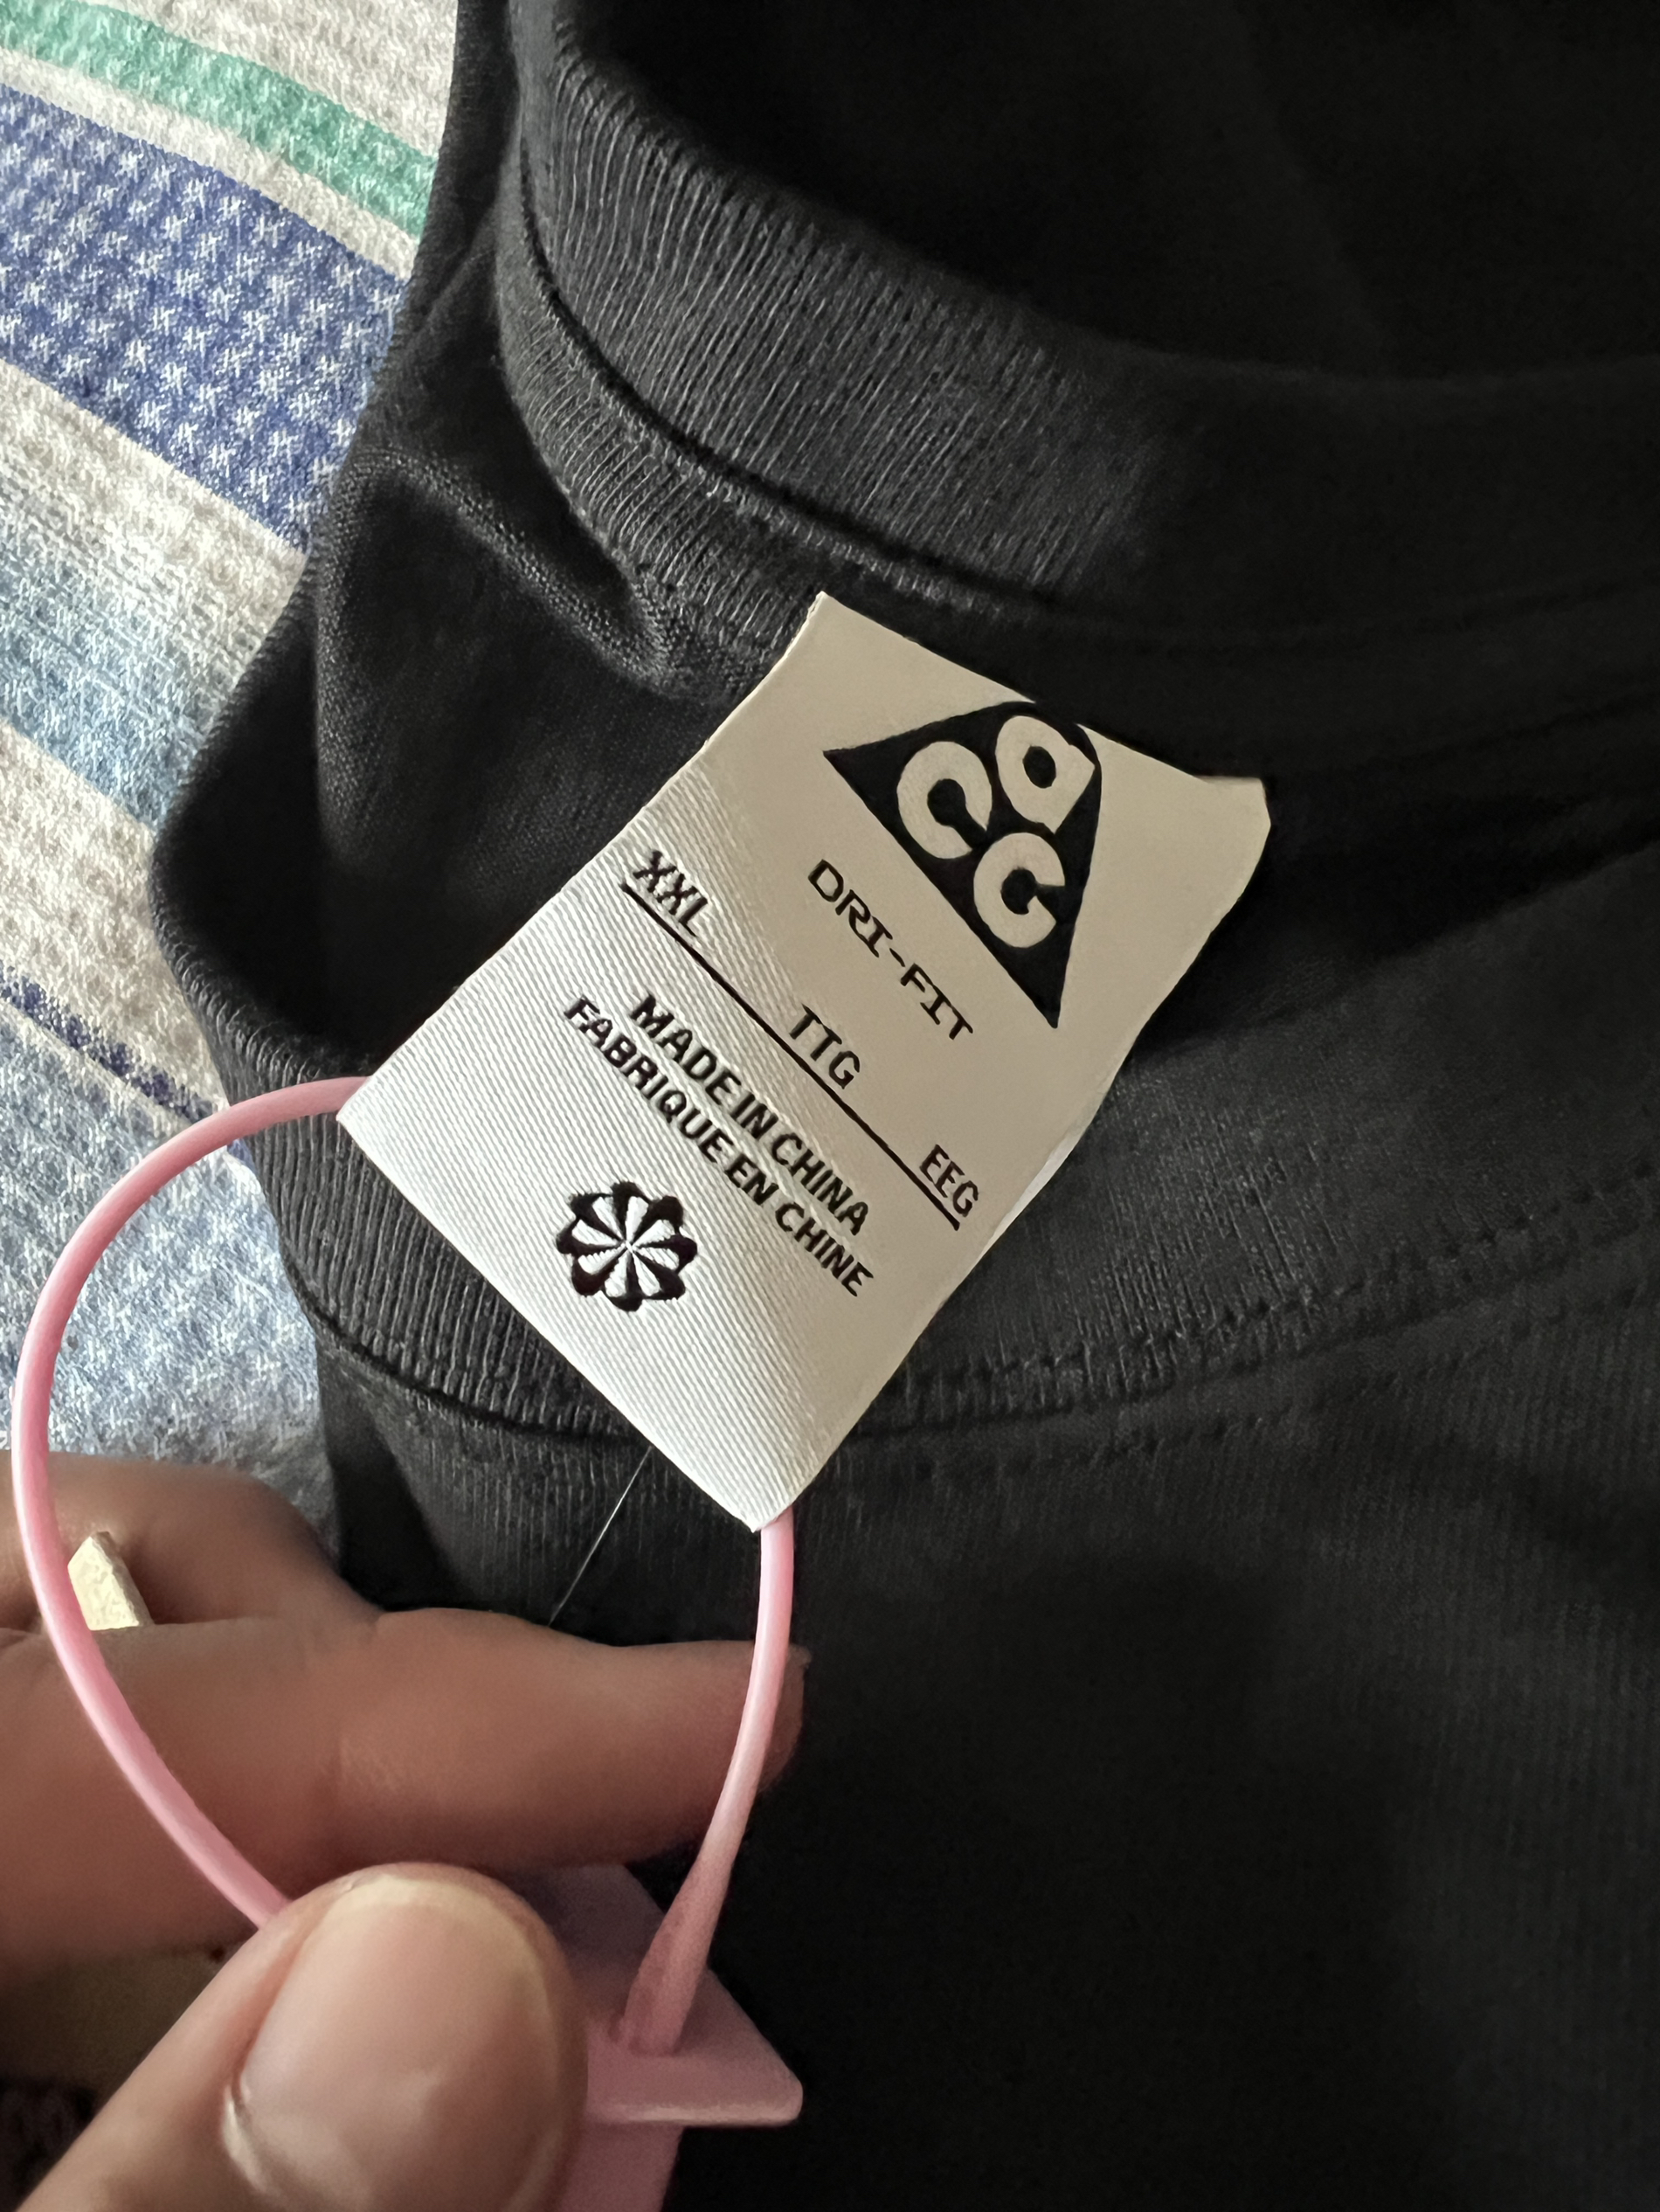 aCG
DRI-FIT
XXL TTG EEG
MADE IN CHINA
FABRIQUE EN CHINE